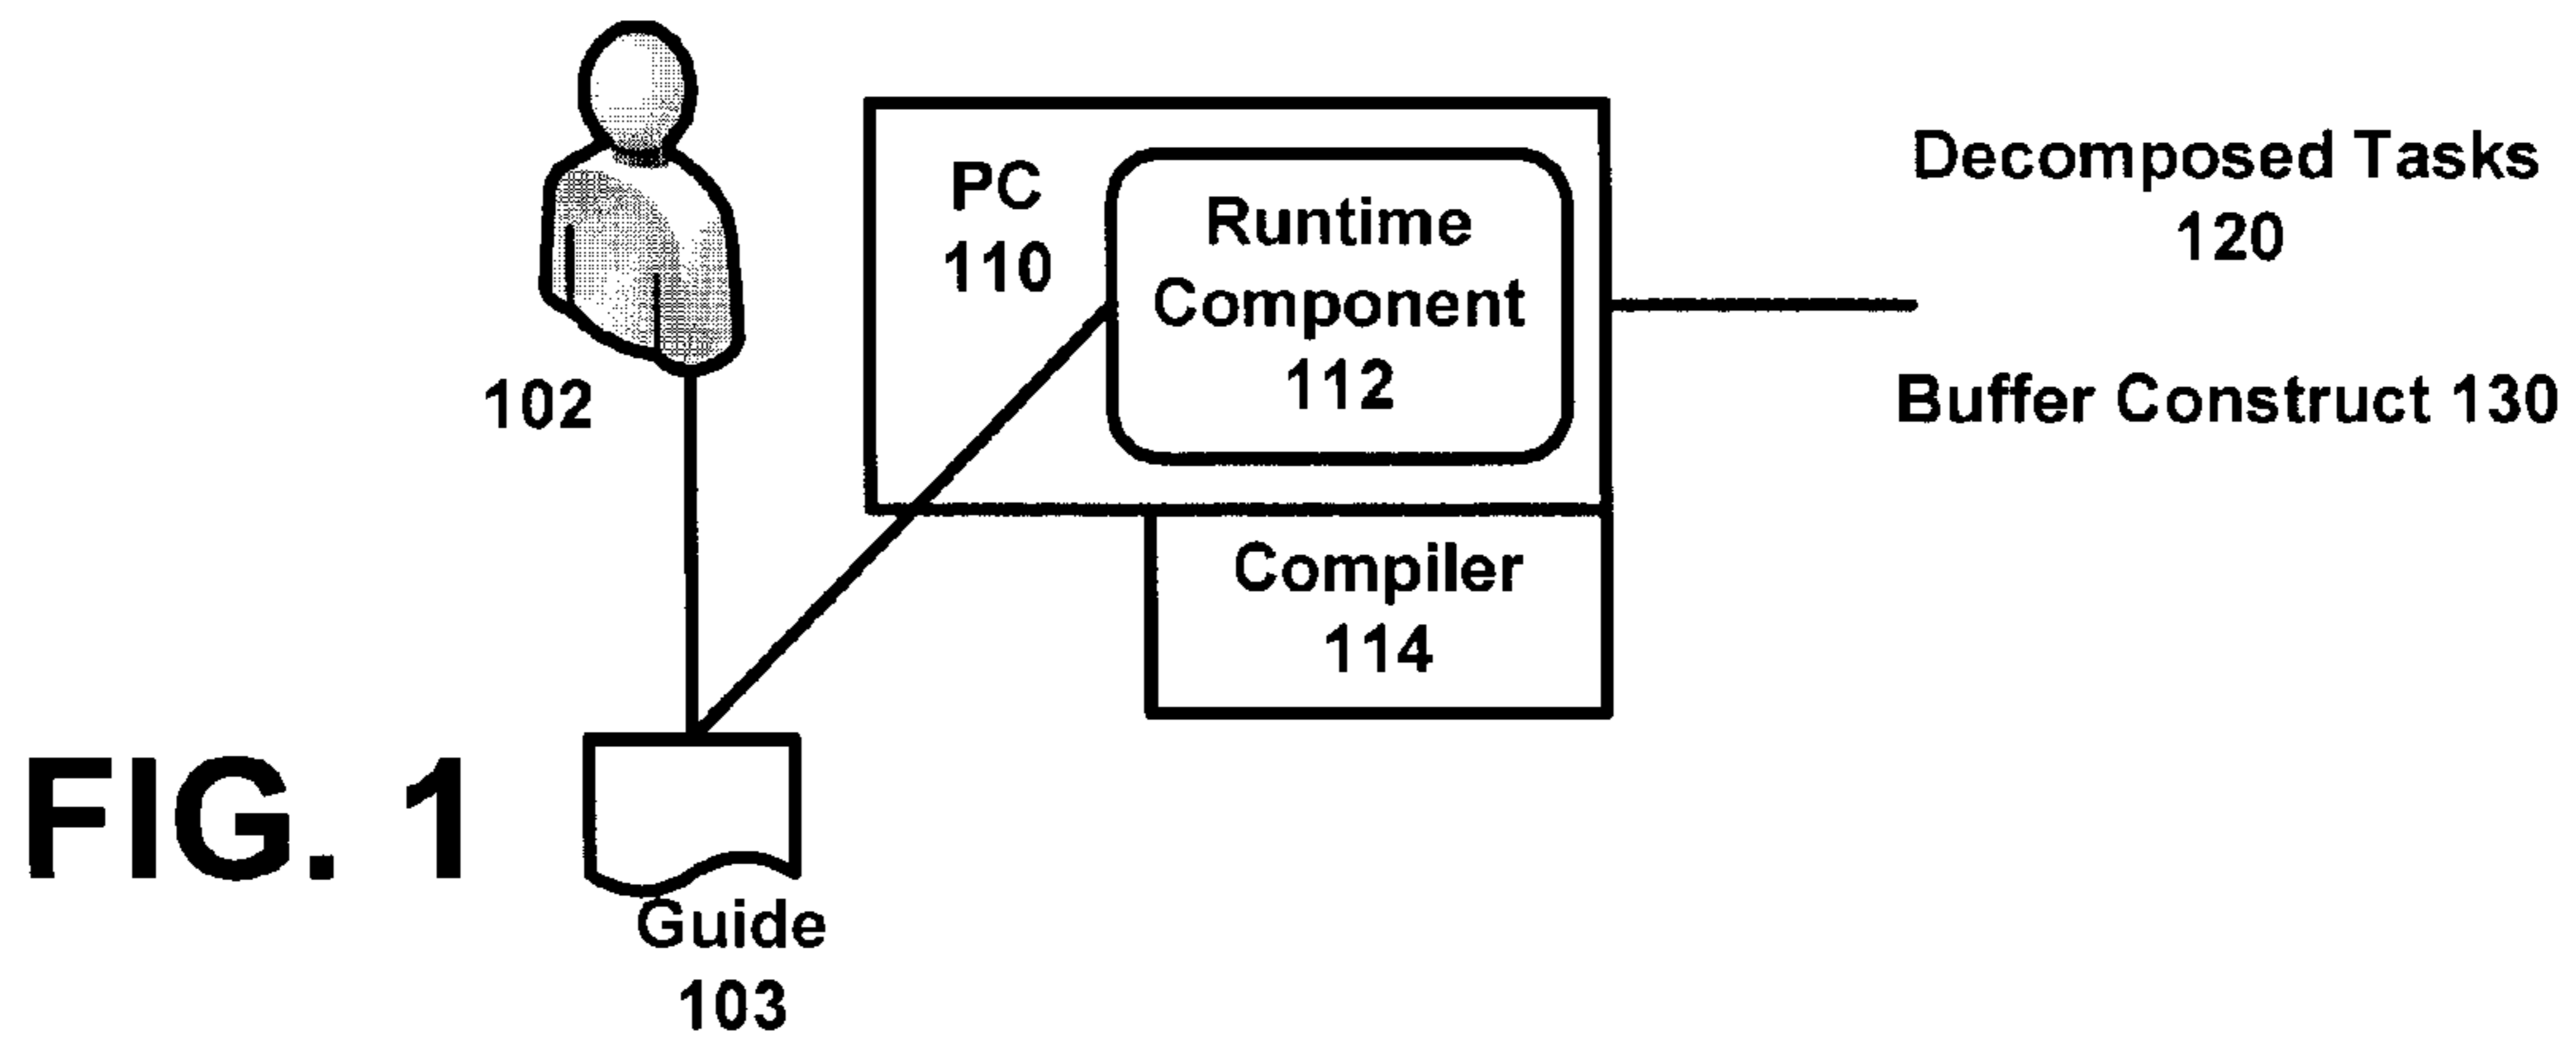 PC
110
Runtime
Component
112
Decomposed Tasks
120
Buffer Construct 130
102
Compiler
114
FIG. 1
Guide
103